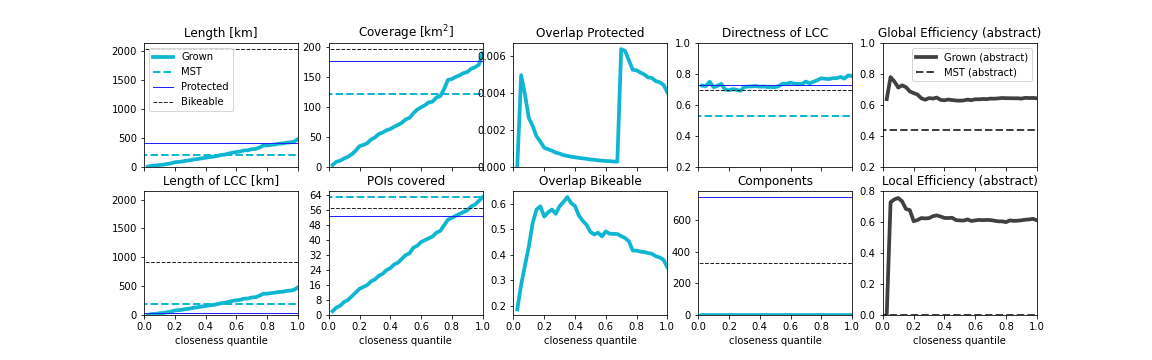 Length [km]
2000
1500
1000
500
0
Grown
MST
Protected
Bikeable
Coverage [km²]
200
150
100
50
0
Overlap Protected
0.006
0.004
0.002
0.000
Directness of LCC
1.0
0.8
0.6
0.4
0.2
Global Efficiency (abstract)
1.0
0.8
0.6
0.4
0.2
Grown (abstract)
MST (abstract)
Length of LCC [km]
2000
1500
1000
500
0
0.0 0.2 0.4 0.6 0.8 1.0
closeness quantile
POIs covered
64
56
48
40
32
24
16
8
0
0.0 0.2 0.4 0.6 0.8 1.0
closeness quantile
Overlap Bikeable
0.6
0.5
0.4
0.3
0.2
0.0 0.2 0.4 0.6 0.8 1.0
closeness quantile
Components
600
400
200
0
0.0 0.2 0.4 0.6 0.8 1.0
closeness quantile
Local Efficiency (abstract)
0.8
0.6
0.4
0.2
0.0
0.0 0.2 0.4 0.6 0.8 1.0
closeness quantile